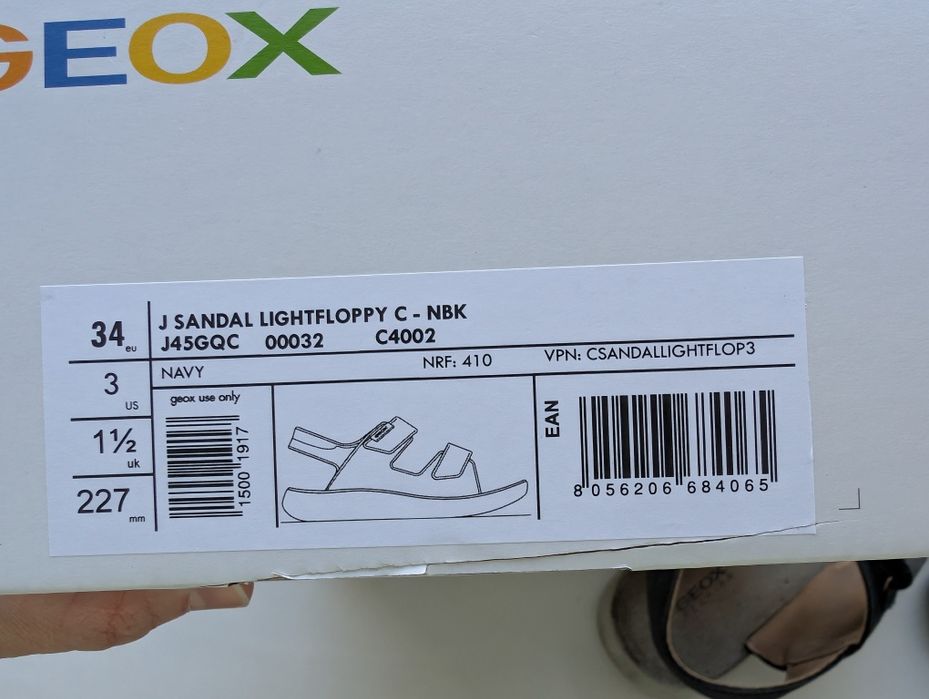 GEOX
34 eu
3 US
1½ uk
227 mm
J SANDAL LIGHTFLOPPY C - NBK
J45GQC 00032 C4002
NAVY NRF: 410 VPN: CSANDALLIGHTFLOP3
geox use only
1500 1917
EAN
8 056206 684065
GEOX